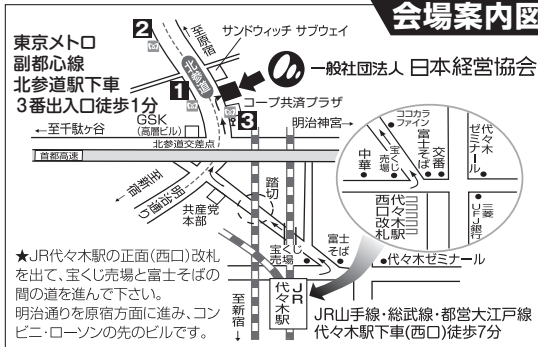 会場案内図
東京メトロ
副都心線
北参道駅下車
3番出入口徒歩1分
2
至原宿
サンドウィッチ サブウェイ
北参道
1
一般社団法人 日本経営協会
コープ共済プラザ
3
GSK
(高層ビル)
←至千駄ヶ谷
北参道交差点
明治神宮→
首都高速
至新宿
明治通り
共産党
本部
踏切
宝くじ
売場
富士
そば
代々木ゼミナール
JR
代々木駅
至新宿
ココカラ
ファイン
中華
宝くじ
売場
富士そば
交番
代々木
ゼミナール
代々木駅
西口改札
三菱
UFJ銀行
★JR代々木駅の正面(西口)改札
を出て、宝くじ売場と富士そばの
間の道を進んで下さい。
明治通りを原宿方面に進み、コン
ビニ・ローソンの先のビルです。
JR山手線・総武線・都営大江戸線
代々木駅下車(西口)徒歩7分